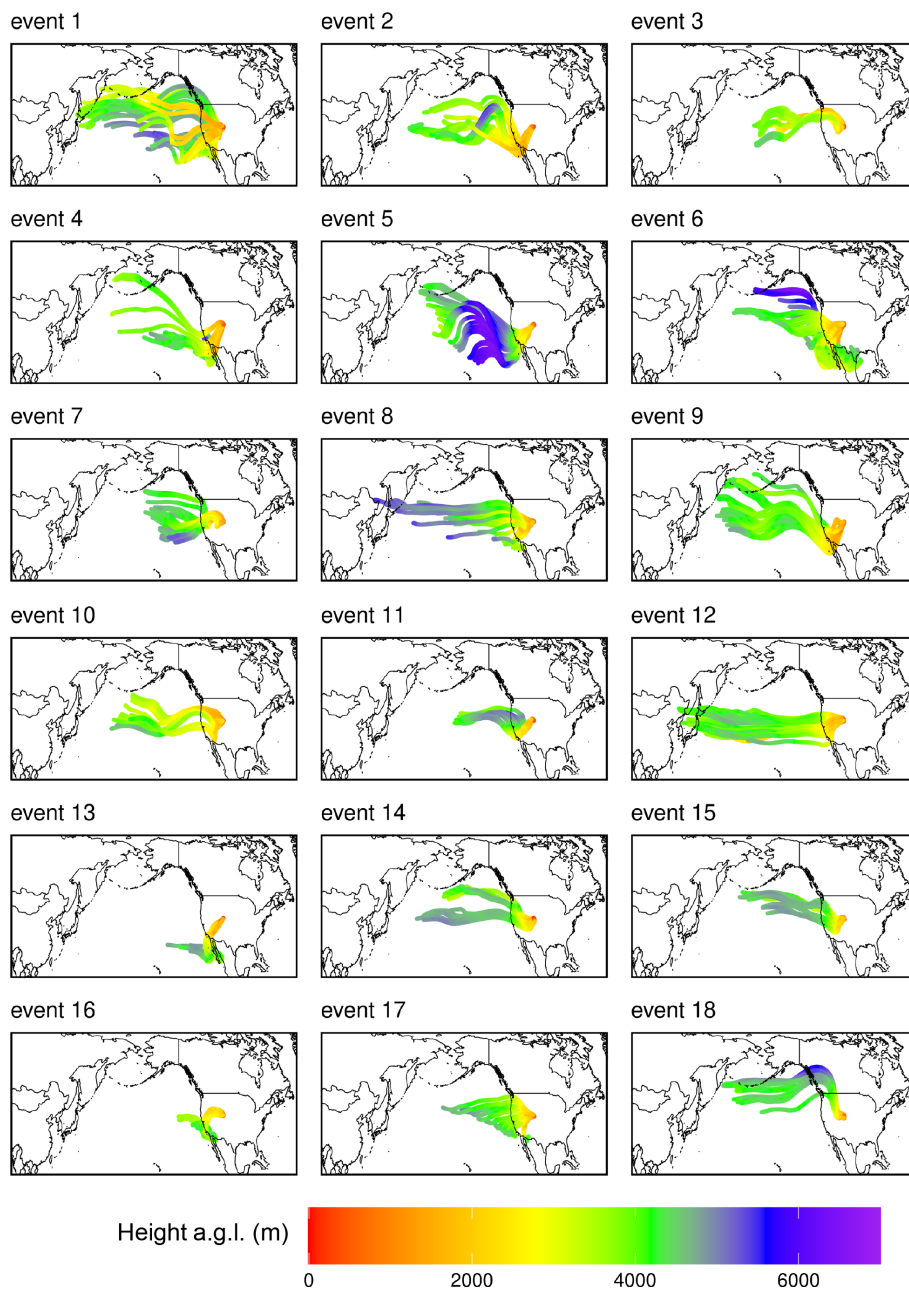 event 1
event 2
event 3
event 4
event 5
event 6
event 7
event 8
event 9
event 10
event 11
event 12
event 13
event 14
event 15
event 16
event 17
event 18
Height a.g.l. (m)
0 2000 4000 6000